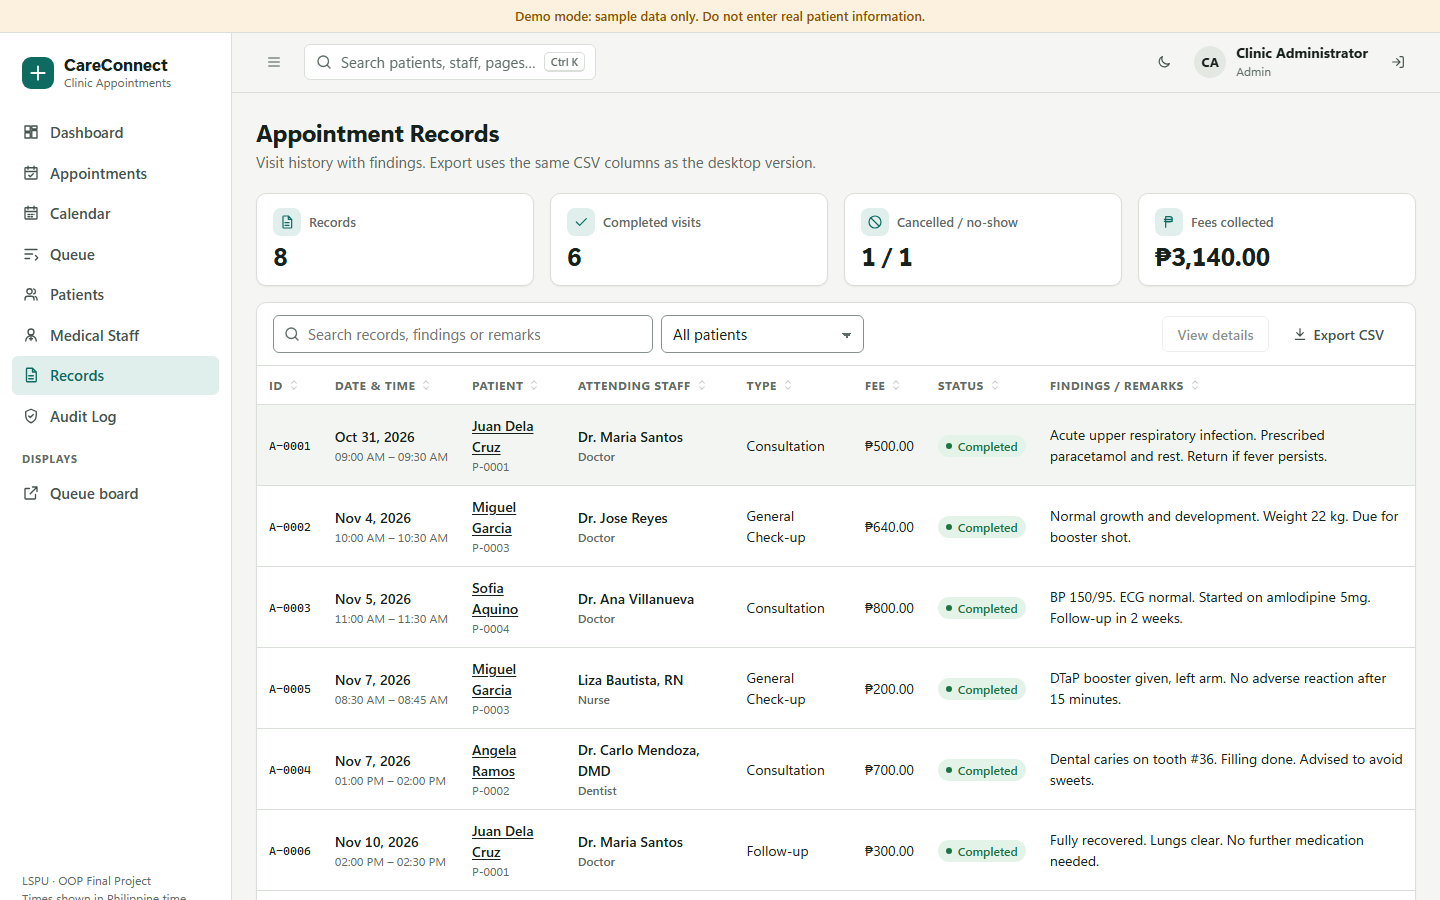 Demo mode: sample data only. Do not enter real patient information.
CareConnect
Clinic Appointments
Search patients, staff, pages... Ctrl K
CA
Clinic Administrator
Admin
Dashboard
Appointments
Calendar
Queue
Patients
Medical Staff
Records
Audit Log
DISPLAYS
Queue board
LSPU · OOP Final Project
Times shown in Philippine time
Appointment Records
Visit history with findings. Export uses the same CSV columns as the desktop version.
Records
8
Completed visits
6
Cancelled / no-show
1 / 1
Fees collected
₱3,140.00
Search records, findings or remarks
All patients
View details
Export CSV
ID DATE & TIME PATIENT ATTENDING STAFF TYPE FEE STATUS FINDINGS / REMARKS
A-0001
Oct 31, 2026
09:00 AM – 09:30 AM
Juan Dela
Cruz
P-0001
Dr. Maria Santos
Doctor
Consultation
₱500.00
Completed
Acute upper respiratory infection. Prescribed
paracetamol and rest. Return if fever persists.
A-0002
Nov 4, 2026
10:00 AM – 10:30 AM
Miguel
Garcia
P-0003
Dr. Jose Reyes
Doctor
General
Check-up
₱640.00
Completed
Normal growth and development. Weight 22 kg. Due for
booster shot.
A-0003
Nov 5, 2026
11:00 AM – 11:30 AM
Sofia
Aquino
P-0004
Dr. Ana Villanueva
Doctor
Consultation
₱800.00
Completed
BP 150/95. ECG normal. Started on amlodipine 5mg.
Follow-up in 2 weeks.
A-0005
Nov 7, 2026
08:30 AM – 08:45 AM
Miguel
Garcia
P-0003
Liza Bautista, RN
Nurse
General
Check-up
₱200.00
Completed
DTaP booster given, left arm. No adverse reaction after
15 minutes.
A-0004
Nov 7, 2026
01:00 PM – 02:00 PM
Angela
Ramos
P-0002
Dr. Carlo Mendoza,
DMD
Dentist
Consultation
₱700.00
Completed
Dental caries on tooth #36. Filling done. Advised to avoid
sweets.
A-0006
Nov 10, 2026
02:00 PM – 02:30 PM
Juan Dela
Cruz
P-0001
Dr. Maria Santos
Doctor
Follow-up
₱300.00
Completed
Fully recovered. Lungs clear. No further medication
needed.